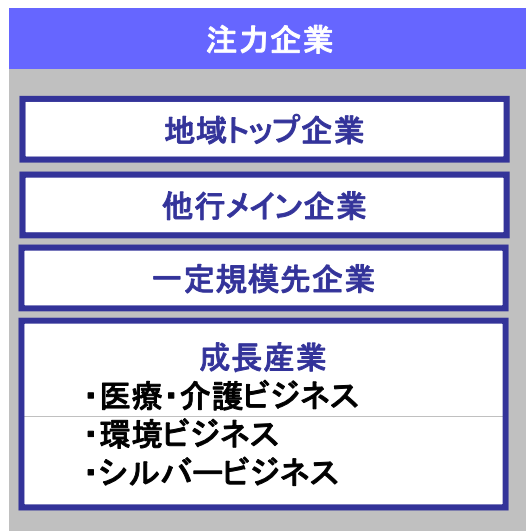 注力企業
地域トップ企業
他行メイン企業
一定規模先企業
成長産業
・医療・介護ビジネス
・環境ビジネス
・シルバービジネス